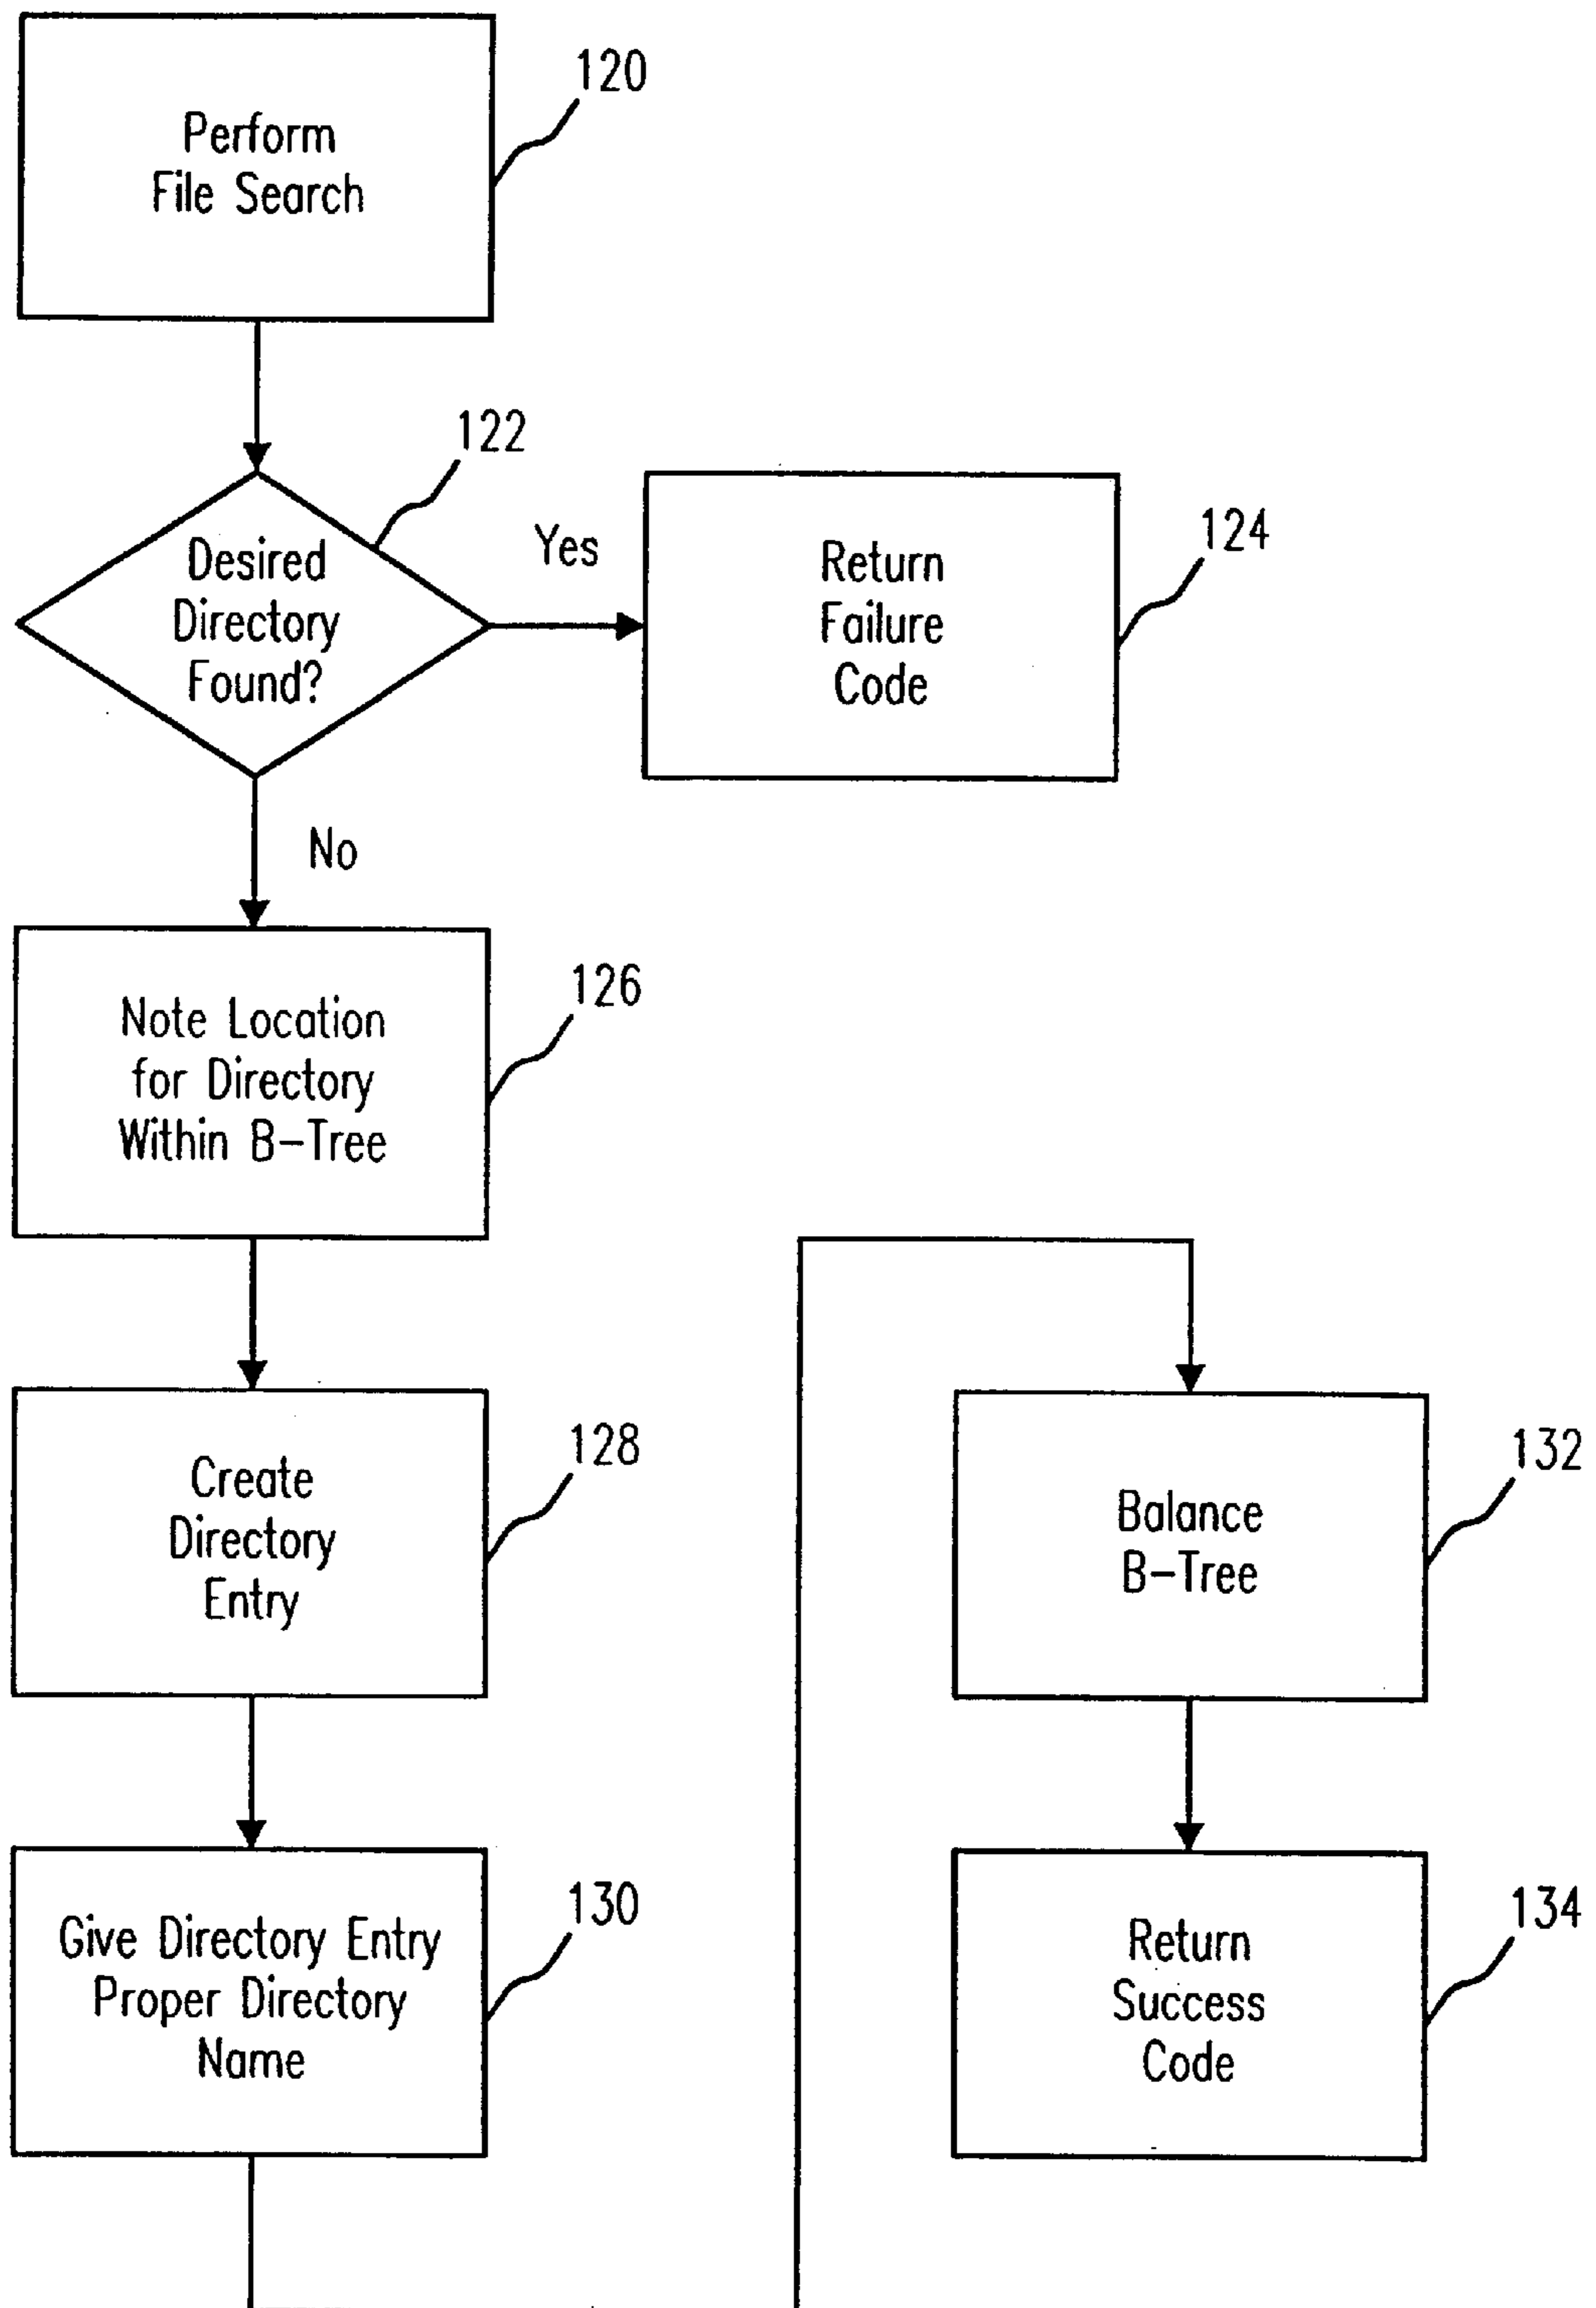 Perform
File Search
120
Desired
Directory
Found?
122
Yes
Return
Failure
Code
124
No
Note Location
for Directory
Within B-Tree
126
Create
Directory
Entry
128
Give Directory Entry
Proper Directory
Name
130
Balance
B-Tree
132
Return
Success
Code
134